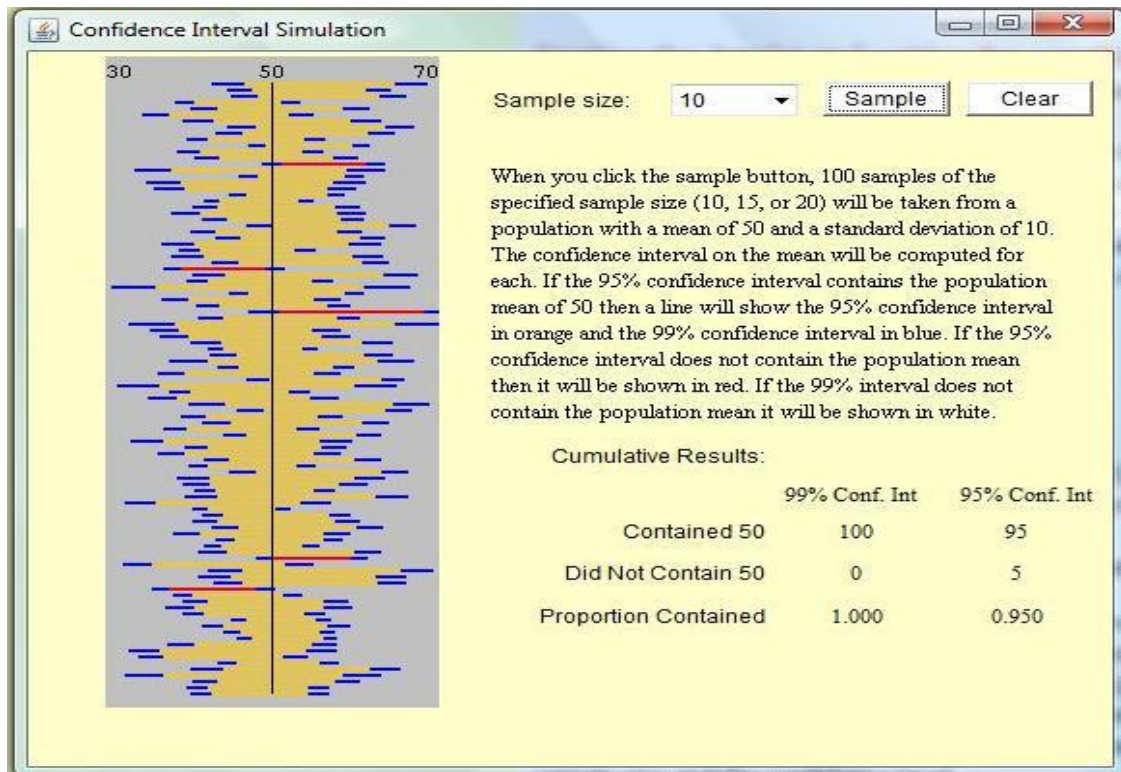 Confidence Interval Simulation
30 50 70
Sample size: 10 Sample Clear
When you click the sample button, 100 samples of the
specified sample size (10, 15, or 20) will be taken from a
population with a mean of 50 and a standard deviation of 10.
The confidence interval on the mean will be computed for
each. If the 95% confidence interval contains the population
mean of 50 then a line will show the 95% confidence interval
in orange and the 99% confidence interval in blue. If the 95%
confidence interval does not contain the population mean
then it will be shown in red. If the 99% interval does not
contain the population mean it will be shown in white.
Cumulative Results:
99% Conf. Int 95% Conf. Int
Contained 50 100 95
Did Not Contain 50 0 5
Proportion Contained 1.000 0.950